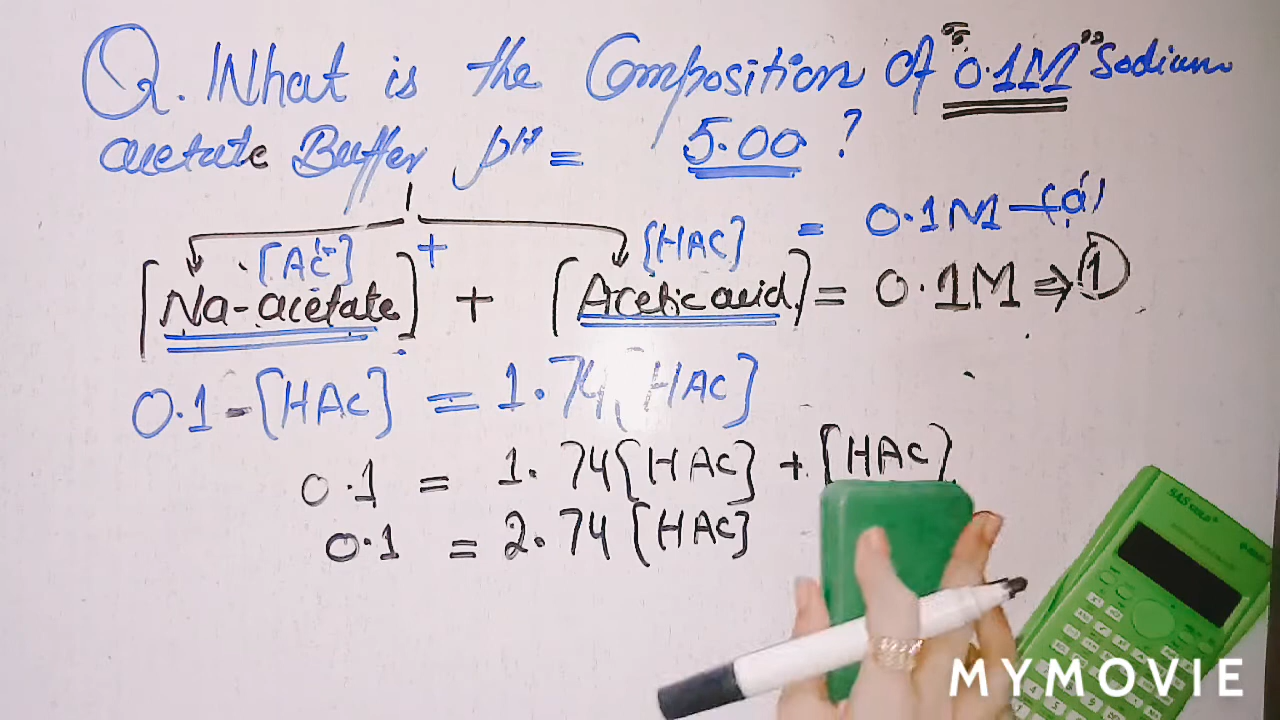 Q. What is the Composition of "0.1M" Sodium
acetate Buffer pH = 5.00 ?
[Ac⁻] + [HAC] = 0.1M
[Na-acetate] + [Acetic acid] = 0.1M ⇒ 1
0.1 - [HAC] = 1.74 [HAC]
0.1 = 1.74 [HAC] + [HAC]
0.1 = 2.74 [HAC]
MYMOVIE